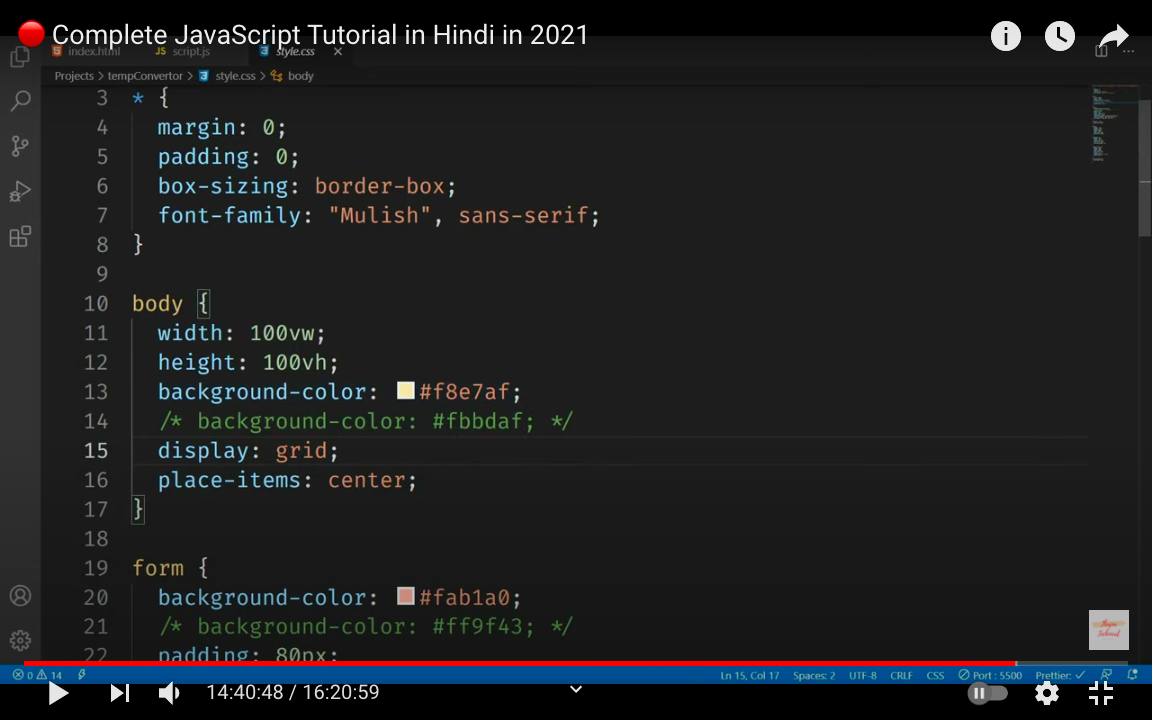 Complete JavaScript Tutorial in Hindi in 2021
index.html JS script.js style.css
Projects > tempConvertor > style.css > body
3 * {
4 margin: 0;
5 padding: 0;
6 box-sizing: border-box;
7 font-family: "Mulish", sans-serif;
8 }
9
10 body {
11 width: 100vw;
12 height: 100vh;
13 background-color: #f8e7af;
14 /* background-color: #fbbdaf; */
15 display: grid;
16 place-items: center;
17 }
18
19 form {
20 background-color: #fab1a0;
21 /* background-color: #ff9f43; */
22 padding: 80px;
0 14 Ln 15, Col 17 Spaces: 2 UTF-8 CRLF CSS Port : 5500 Prettier: ✓
14:40:48 / 16:20:59